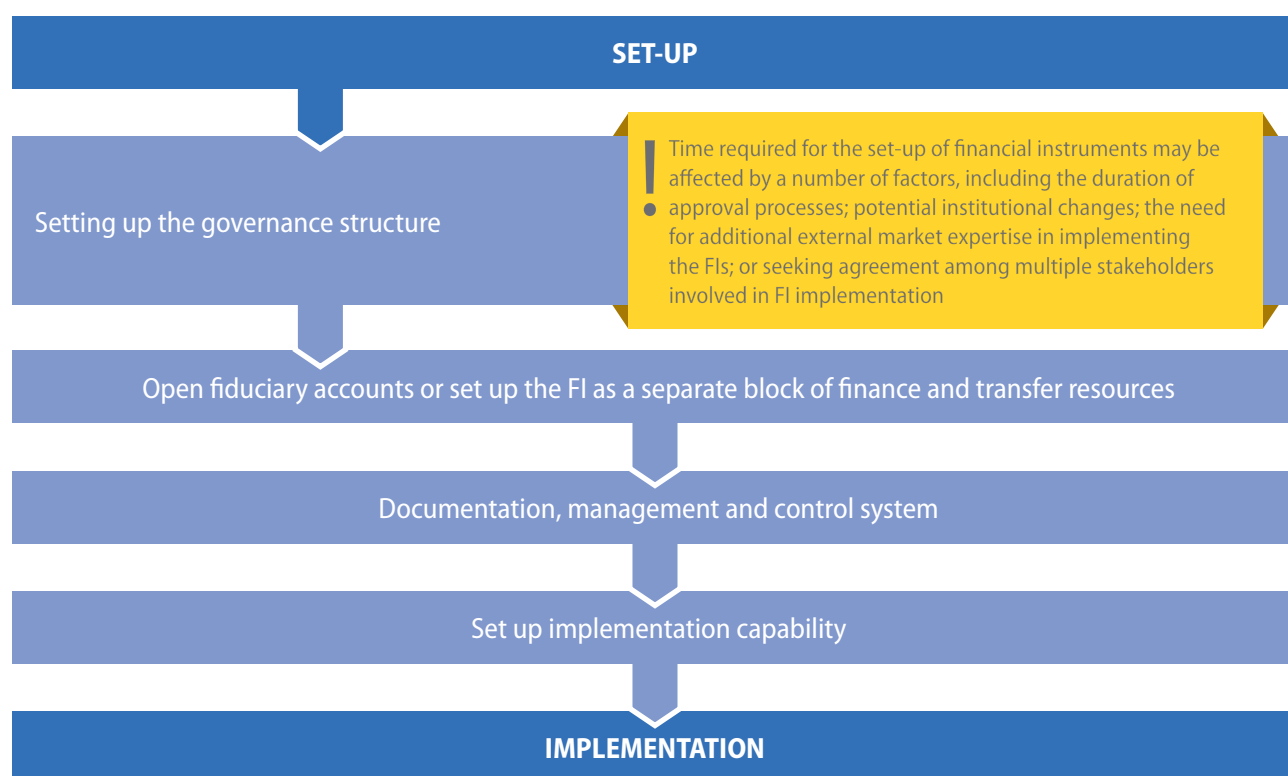 SET-UP
Setting up the governance structure
! Time required for the set-up of financial instruments may be
affected by a number of factors, including the duration of
approval processes; potential institutional changes; the need
for additional external market expertise in implementing
the FIs; or seeking agreement among multiple stakeholders
involved in FI implementation
Open fiduciary accounts or set up the FI as a separate block of finance and transfer resources
Documentation, management and control system
Set up implementation capability
IMPLEMENTATION